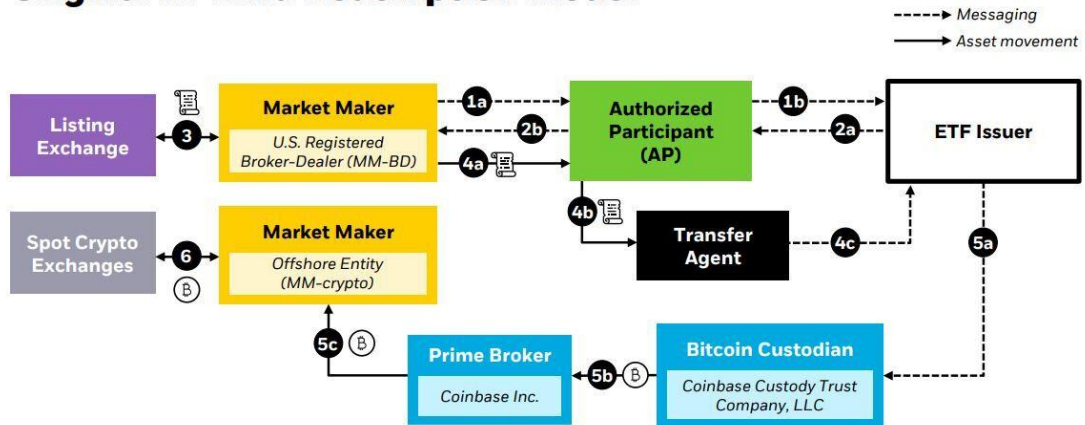 Messaging
Asset movement
Listing
Exchange
3
Market Maker
U.S. Registered
Broker-Dealer (MM-BD)
1a
2b
4a
Authorized
Participant
(AP)
1b
2a
ETF Issuer
4b
Transfer
Agent
4c
5a
Spot Crypto
Exchanges
6
Market Maker
Offshore Entity
(MM-crypto)
5c
Prime Broker
Coinbase Inc.
5b
Bitcoin Custodian
Coinbase Custody Trust
Company, LLC